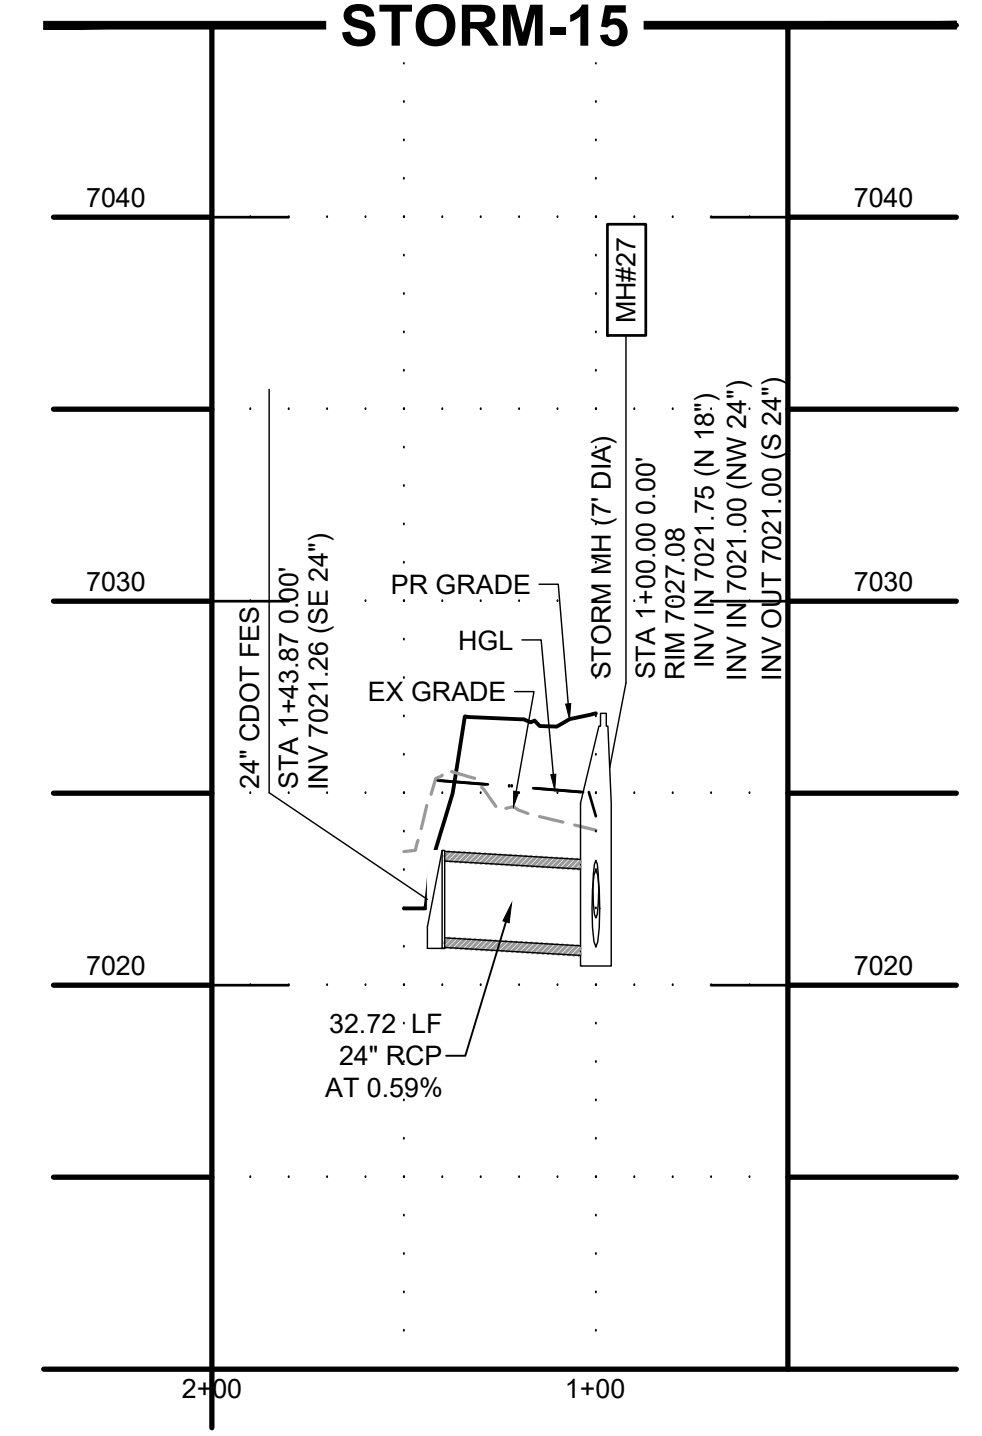 STORM-15
7040
7040
MH#27
STORM MH (7' DIA)
STA 1+00.00 0.00'
RIM 7027.08
INV IN 7021.75 (N 18")
INV IN 7021.00 (NW 24")
INV OUT 7021.00 (S 24")
7030
7030
24" CDOT FES
STA 1+43.87 0.00'
INV 7021.26 (SE 24")
PR GRADE
HGL
EX GRADE
7020
7020
32.72 LF
24" RCP
AT 0.59%
2+00
1+00